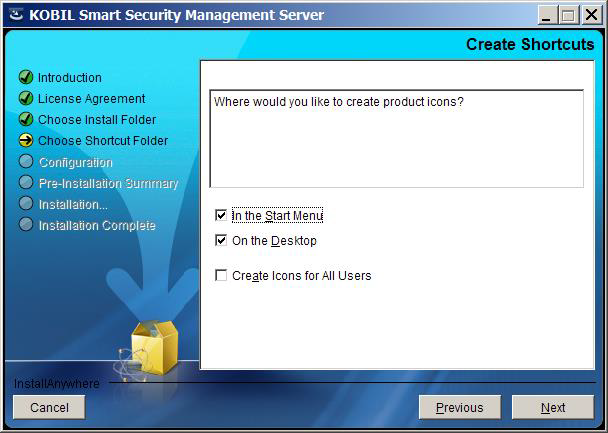 KOBIL Smart Security Management Server
Create Shortcuts
Introduction
License Agreement
Choose Install Folder
Choose Shortcut Folder
Configuration
Pre-Installation Summary
Installation...
Installation Complete
Where would you like to create product icons?
In the Start Menu
On the Desktop
Create Icons for All Users
InstallAnywhere
Cancel
Previous
Next